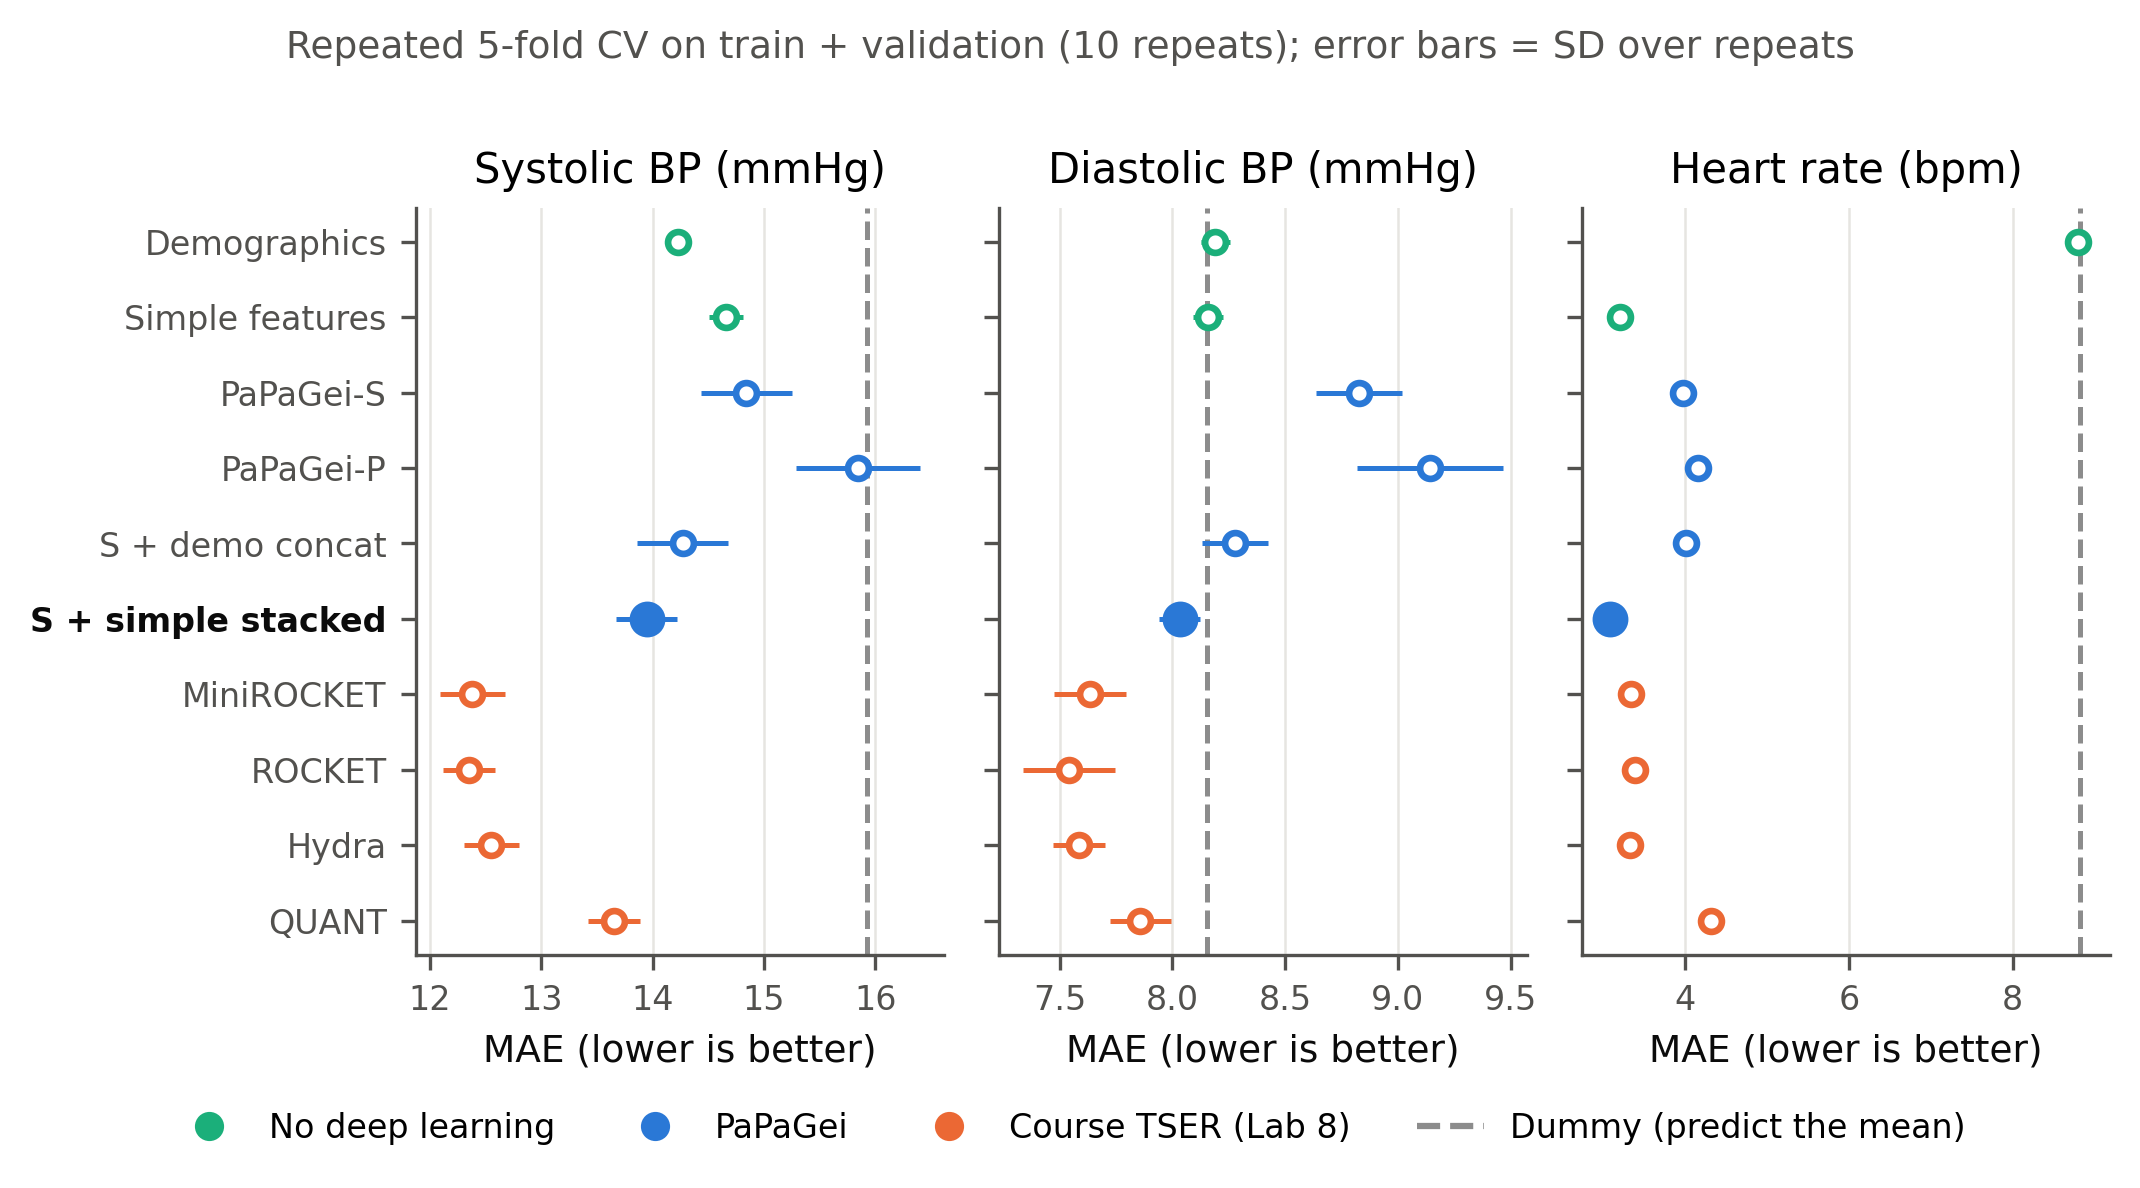 Repeated 5-fold CV on train + validation (10 repeats); error bars = SD over repeats
Systolic BP (mmHg)
Diastolic BP (mmHg)
Heart rate (bpm)
Demographics
Simple features
PaPaGei-S
PaPaGei-P
S + demo concat
S + simple stacked
MiniROCKET
ROCKET
Hydra
QUANT
12 13 14 15 16
7.5 8.0 8.5 9.0 9.5
4 6 8
MAE (lower is better)
MAE (lower is better)
MAE (lower is better)
No deep learning
PaPaGei
Course TSER (Lab 8)
Dummy (predict the mean)